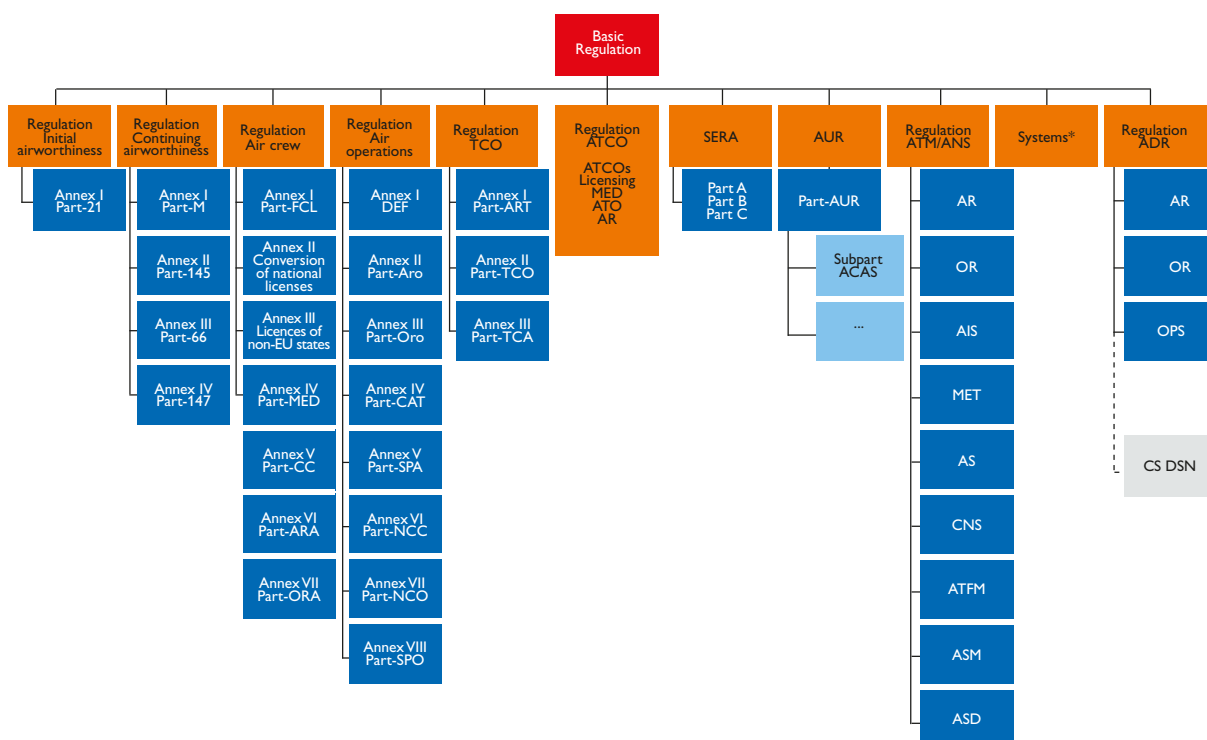 Basic
Regulation
Regulation
Initial
airworthiness
Regulation
Continuing
airworthiness
Regulation
Air crew
Regulation
Air
operations
Regulation
TCO
Regulation
ATCO
ATCOs
Licensing
MED
ATO
AR
SERA
AUR
Regulation
ATM/ANS
Systems*
Regulation
ADR
Annex I
Part-21
Annex I
Part-M
Annex II
Part-145
Annex III
Part-66
Annex IV
Part-147
Annex I
Part-FCL
Annex II
Conversion
of national
licenses
Annex III
Licences of
non-EU states
Annex IV
Part-MED
Annex V
Part-CC
Annex VI
Part-ARA
Annex VII
Part-ORA
Annex I
DEF
Annex II
Part-Aro
Annex III
Part-Oro
Annex IV
Part-CAT
Annex V
Part-SPA
Annex VI
Part-NCC
Annex VII
Part-NCO
Annex VIII
Part-SPO
Annex I
Part-ART
Annex II
Part-TCO
Annex III
Part-TCA
Part A
Part B
Part C
Part-AUR
Subpart
ACAS
...
AR
OR
AIS
MET
AS
CNS
ATFM
ASM
ASD
AR
OR
OPS
CS DSN